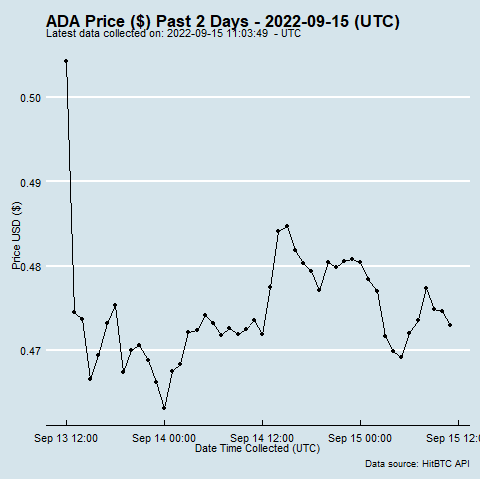 ADA Price ($) Past 2 Days - 2022-09-15 (UTC)
Latest data collected on: 2022-09-15 11:03:49 - UTC
0.50
0.49
0.48
0.47
Price USD ($)
Sep 13 12:00 Sep 14 00:00 Sep 14 12:00 Sep 15 00:00 Sep 15 12:00
Date Time Collected (UTC)
Data source: HitBTC API